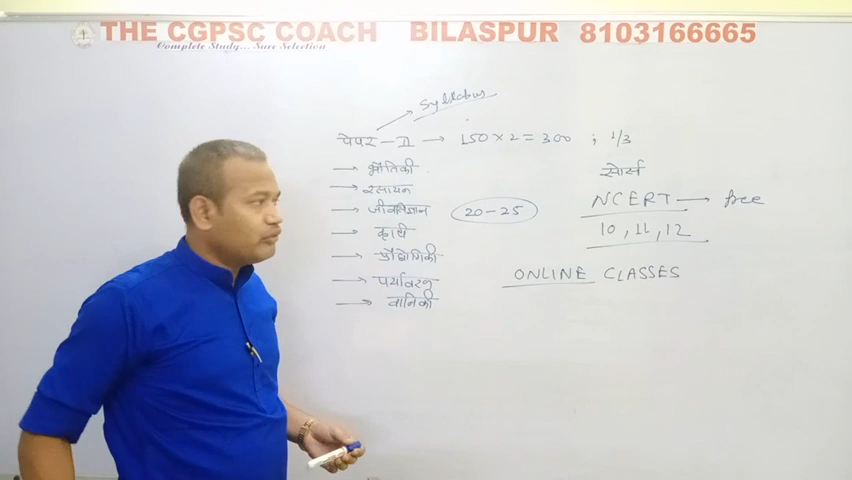 THE CGPSC COACH BILASPUR 8103166665
Complete Study... Sure Selection
Syllabus
पेपर - II → 150 × 2 = 300 ; 1/3
→ भौतिकी
→ रसायन
→ जीवविज्ञान
→ कृषि
→ प्रौद्योगिकी
→ पर्यावरण
→ वानिकी
20 - 25
सोर्स
NCERT → free
10, 11, 12
ONLINE CLASSES